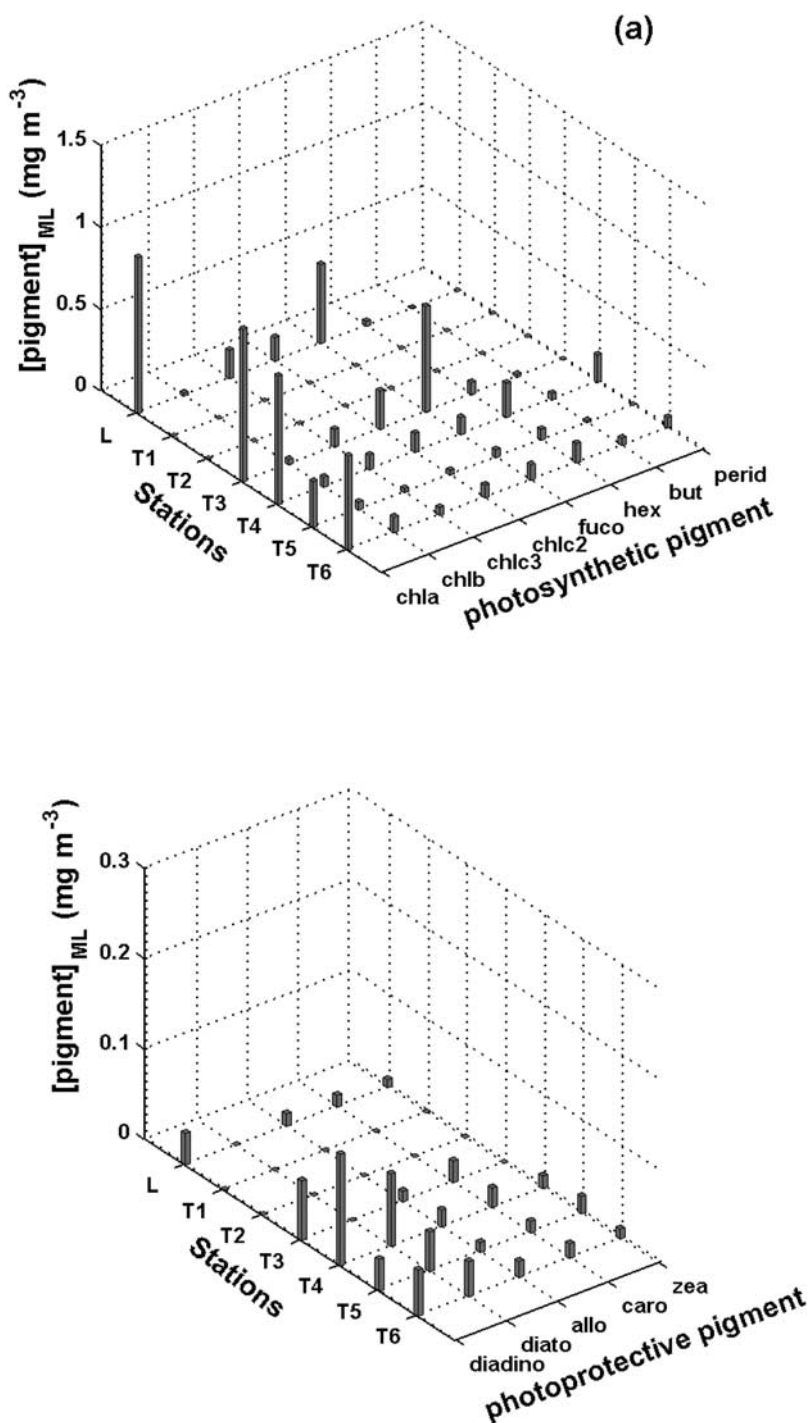 (a)
[pigment]ML (mg m-3)
1.5
1
0.5
0
L
T1
T2
T3
T4
T5
T6
Stations
chla
chlb
chlc3
chlc2
fuco
hex
but
perid
photosynthetic pigment
[pigment]ML (mg m-3)
0.3
0.2
0.1
0
L
T1
T2
T3
T4
T5
T6
Stations
diadino
diato
allo
caro
zea
photoprotective pigment